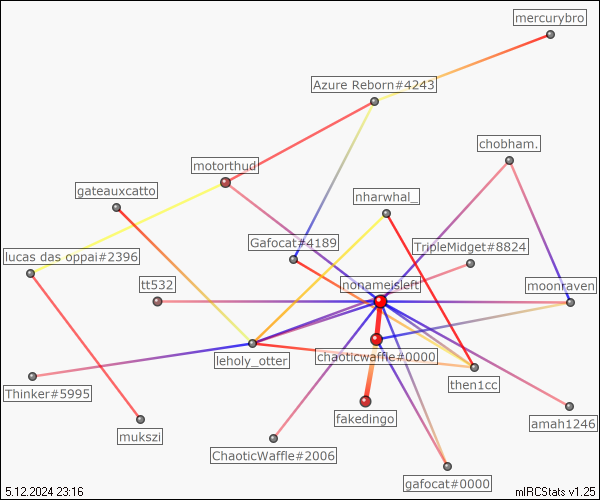 mercurybro
Azure Reborn#4243
chobham.
motorthud
gateauxcatto
nharwhal_
Gafocat#4189
TripleMidget#8824
lucas das oppai#2396
tt532
nonameisleft
moonraven
chaoticwaffle#0000
leholy_otter
then1cc
Thinker#5995
fakedingo
amah1246
mukszi
ChaoticWaffle#2006
gafocat#0000
5.12.2024 23:16
mIRCStats v1.25